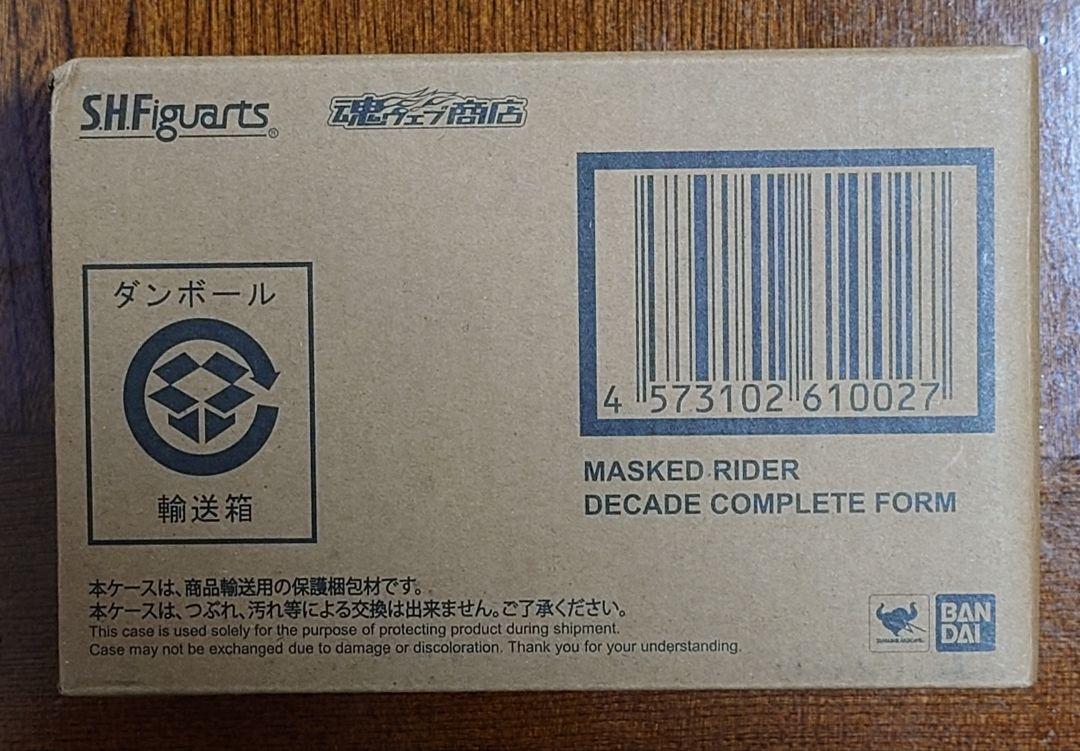 S.H.Figuarts®
魂ウェブ商店
ダンボール
輸送箱
4 573102 610027
MASKED RIDER
DECADE COMPLETE FORM
本ケースは、商品輸送用の保護梱包材です。
本ケースは、つぶれ、汚れ等による交換は出来ません。ご了承ください。
This case is used solely for the purpose of protecting product during shipment.
Case may not be exchanged due to damage or discoloration. Thank you for your understanding.
BAN
DAI